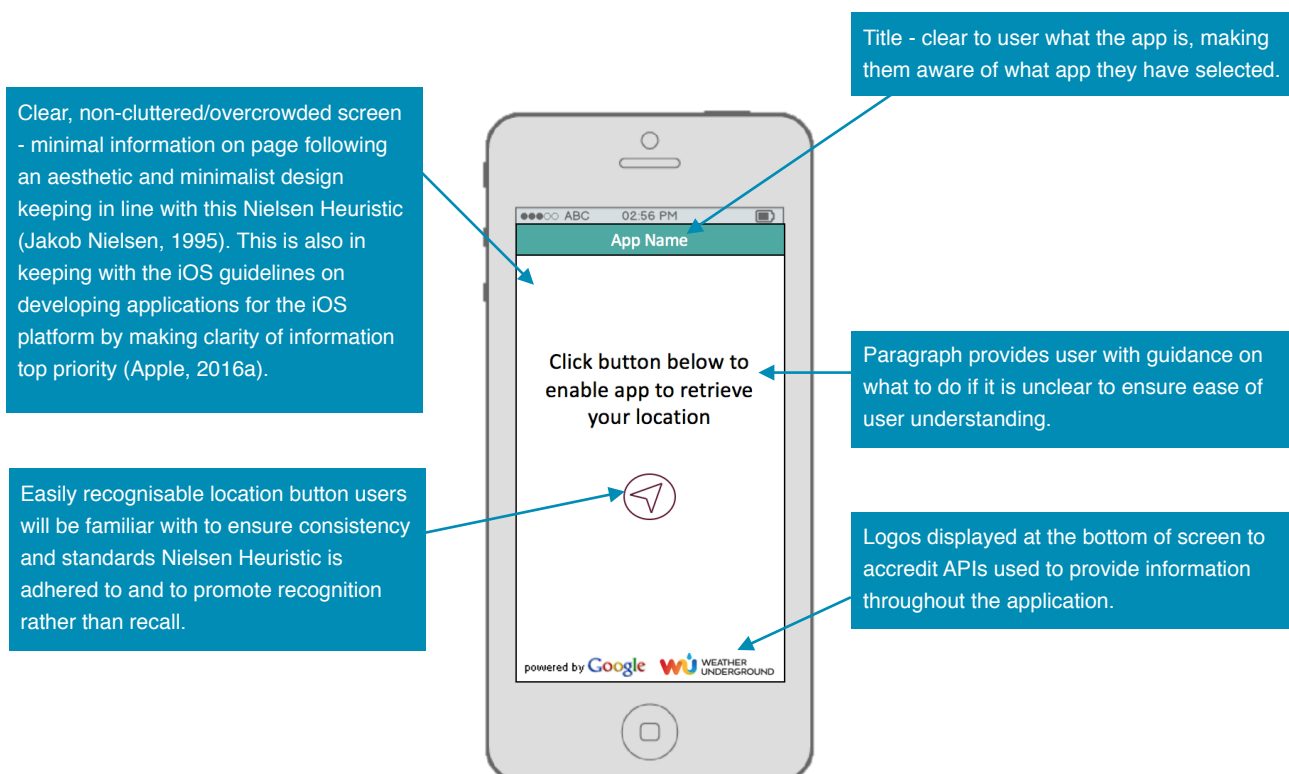 Title - clear to user what the app is, making
them aware of what app they have selected.
Clear, non-cluttered/overcrowded screen
- minimal information on page following
an aesthetic and minimalist design
keeping in line with this Nielsen Heuristic
(Jakob Nielsen, 1995). This is also in
keeping with the iOS guidelines on
developing applications for the iOS
platform by making clarity of information
top priority (Apple, 2016a).
ABC 02:56 PM
App Name
Click button below to
enable app to retrieve
your location
Paragraph provides user with guidance on
what to do if it is unclear to ensure ease of
user understanding.
Easily recognisable location button users
will be familiar with to ensure consistency
and standards Nielsen Heuristic is
adhered to and to promote recognition
rather than recall.
Logos displayed at the bottom of screen to
accredit APIs used to provide information
throughout the application.
powered by Google WU WEATHER
UNDERGROUND